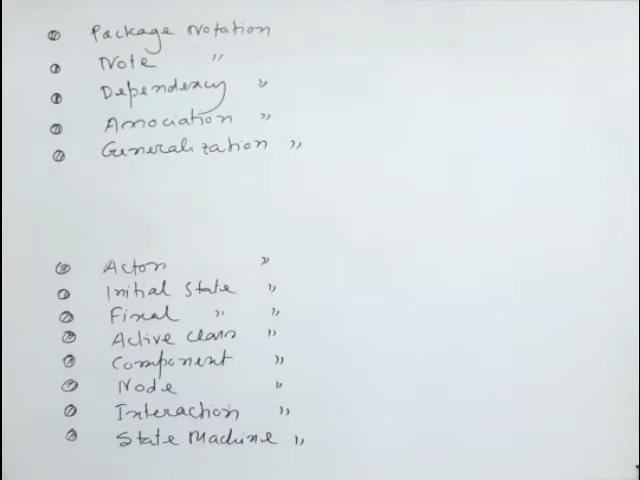 Package Notation
Note "
Dependency "
Association "
Generalization "
Actor "
Initial State "
Final " "
Active class "
Component "
Node "
Interaction "
State Machine "